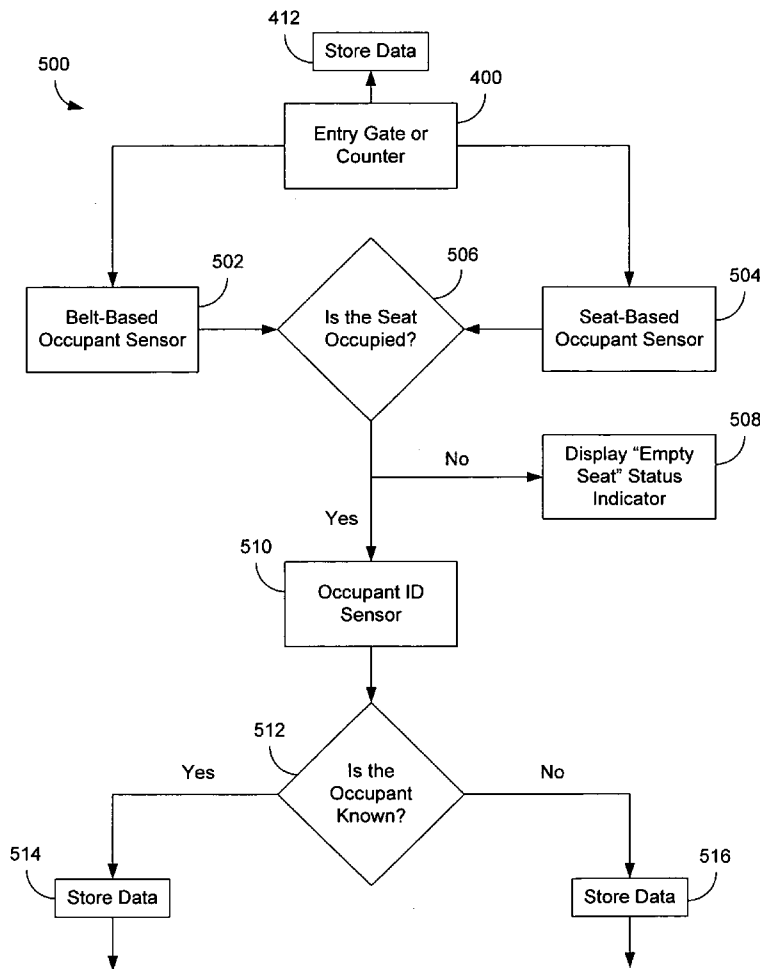 412
Store Data
500
400
Entry Gate or
Counter
502
506
504
Belt-Based
Occupant Sensor
Is the Seat
Occupied?
Seat-Based
Occupant Sensor
508
No
Display “Empty
Seat” Status
Indicator
Yes
510
Occupant ID
Sensor
512
Yes
Is the
Occupant
Known?
No
514
Store Data
516
Store Data